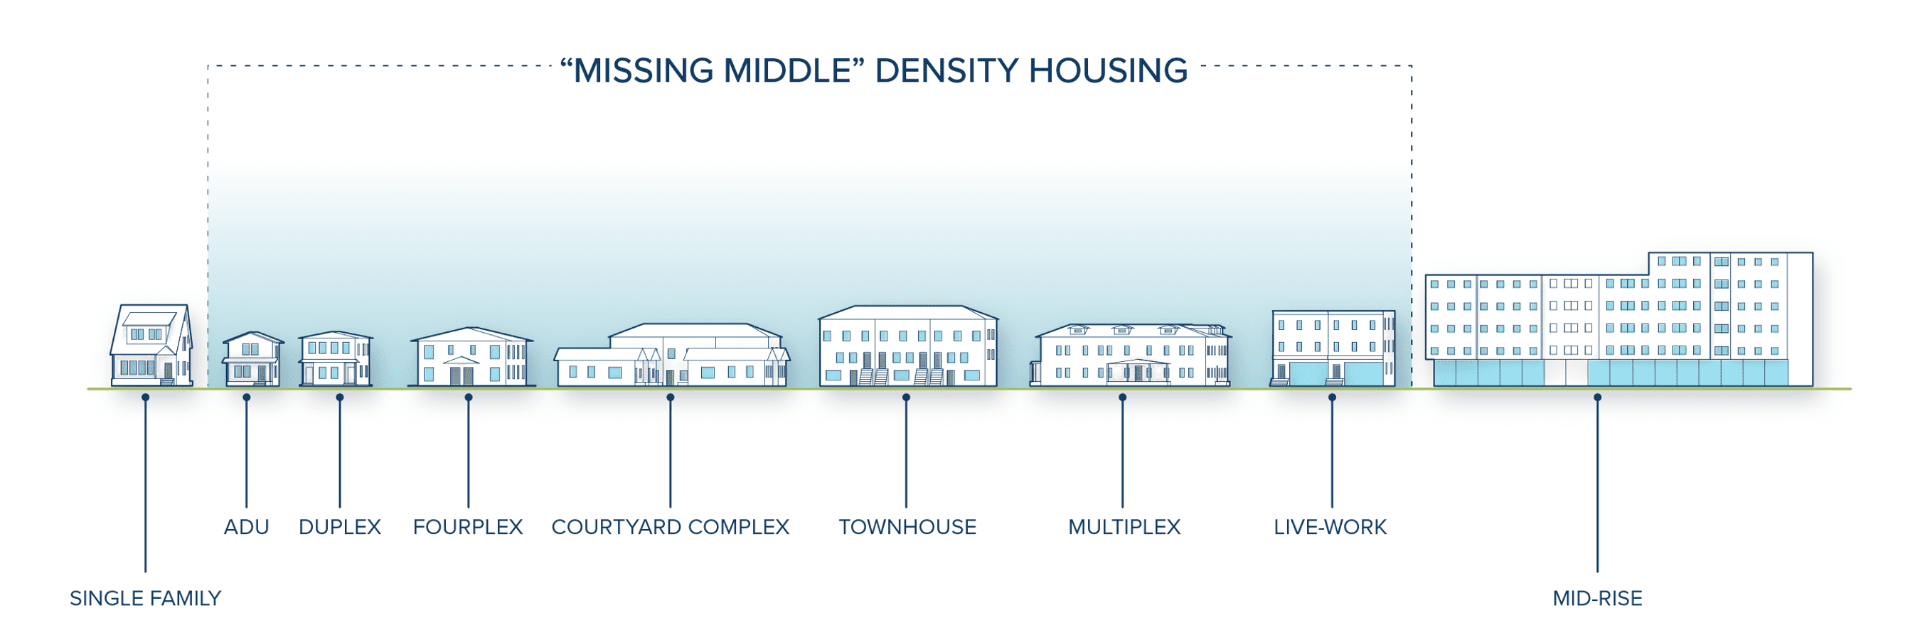 “MISSING MIDDLE” DENSITY HOUSING
ADU DUPLEX FOURPLEX COURTYARD COMPLEX TOWNHOUSE MULTIPLEX LIVE-WORK
SINGLE FAMILY MID-RISE